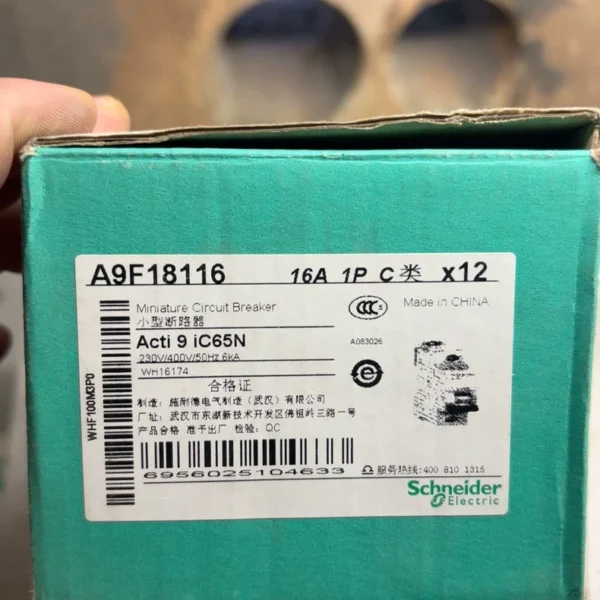 A9F18116 16A 1P C类 x12
Miniature Circuit Breaker
小型断路器
Made in CHINA
Acti 9 iC65N
A083026
230V/400V/50Hz 6kA
WH16174
合格证
制造: 施耐德电气制造 (武汉) 有限公司
厂址: 武汉市东湖新技术开发区佛祖岭三路一号
产品合格 准予出厂 检验: QC
WHF100M3P0
6956025104633
服务热线:400 810 1315
Schneider
Electric